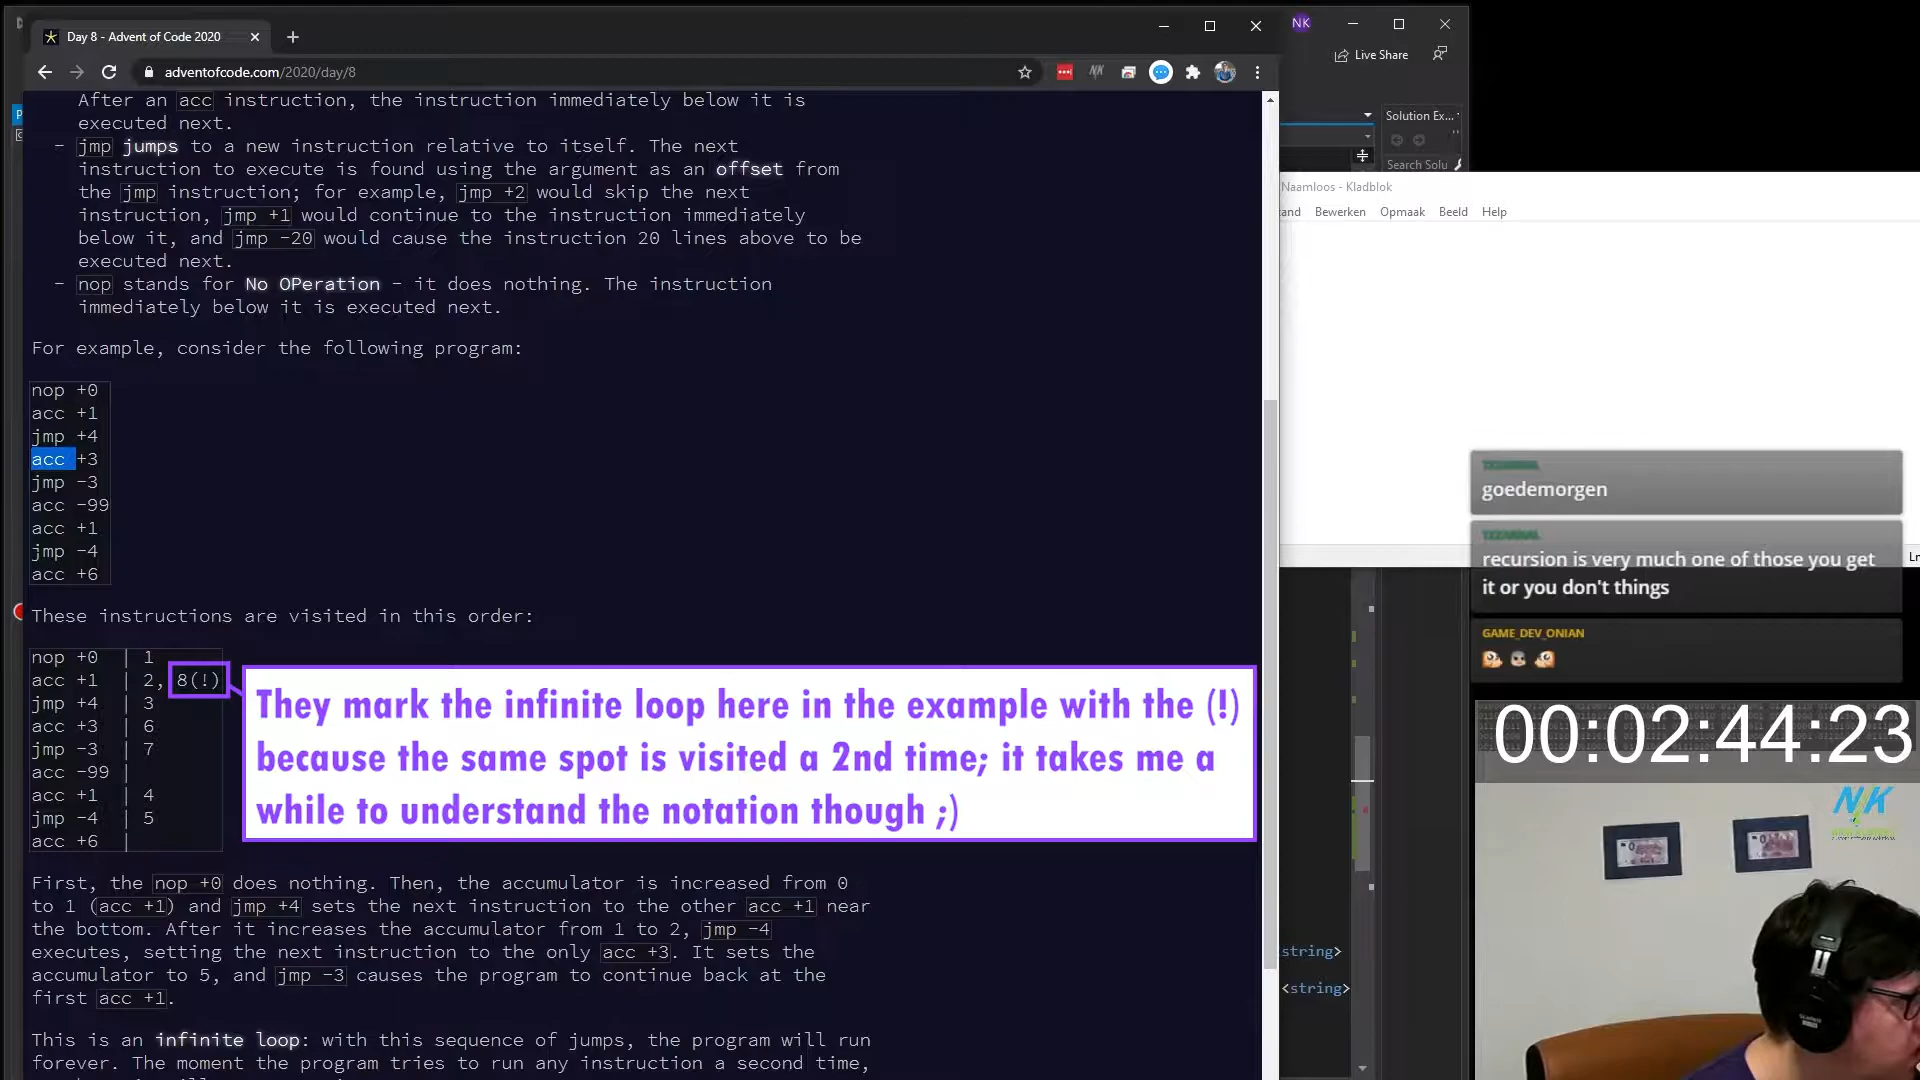 Day 8 - Advent of Code 2020
NK
Live Share
adventofcode.com/2020/day/8
After an acc instruction, the instruction immediately below it is
executed next.
- jmp jumps to a new instruction relative to itself. The next
instruction to execute is found using the argument as an offset from
the jmp instruction; for example, jmp +2 would skip the next
instruction, jmp +1 would continue to the instruction immediately
below it, and jmp -20 would cause the instruction 20 lines above to be
executed next.
- nop stands for No OPeration - it does nothing. The instruction
immediately below it is executed next.
For example, consider the following program:
nop +0
acc +1
jmp +4
acc +3
jmp -3
acc -99
acc +1
jmp -4
acc +6
These instructions are visited in this order:
nop +0 | 1
acc +1 | 2, 8(!)
jmp +4 | 3
acc +3 | 6
jmp -3 | 7
acc -99 |
acc +1 | 4
jmp -4 | 5
acc +6 |
They mark the infinite loop here in the example with the (!)
because the same spot is visited a 2nd time; it takes me a
while to understand the notation though ;)
First, the nop +0 does nothing. Then, the accumulator is increased from 0
to 1 (acc +1) and jmp +4 sets the next instruction to the other acc +1 near
the bottom. After it increases the accumulator from 1 to 2, jmp -4
executes, setting the next instruction to the only acc +3. It sets the
accumulator to 5, and jmp -3 causes the program to continue back at the
first acc +1.
This is an infinite loop: with this sequence of jumps, the program will run
forever. The moment the program tries to run any instruction a second time,
Solution Ex...
Search Solu
Naamloos - Kladblok
and Bewerken Opmaak Beeld Help
goedemorgen
recursion is very much one of those you get
it or you don't things
GAME_DEV_ONIAN
00:02:44:23
NK
string>
<string>